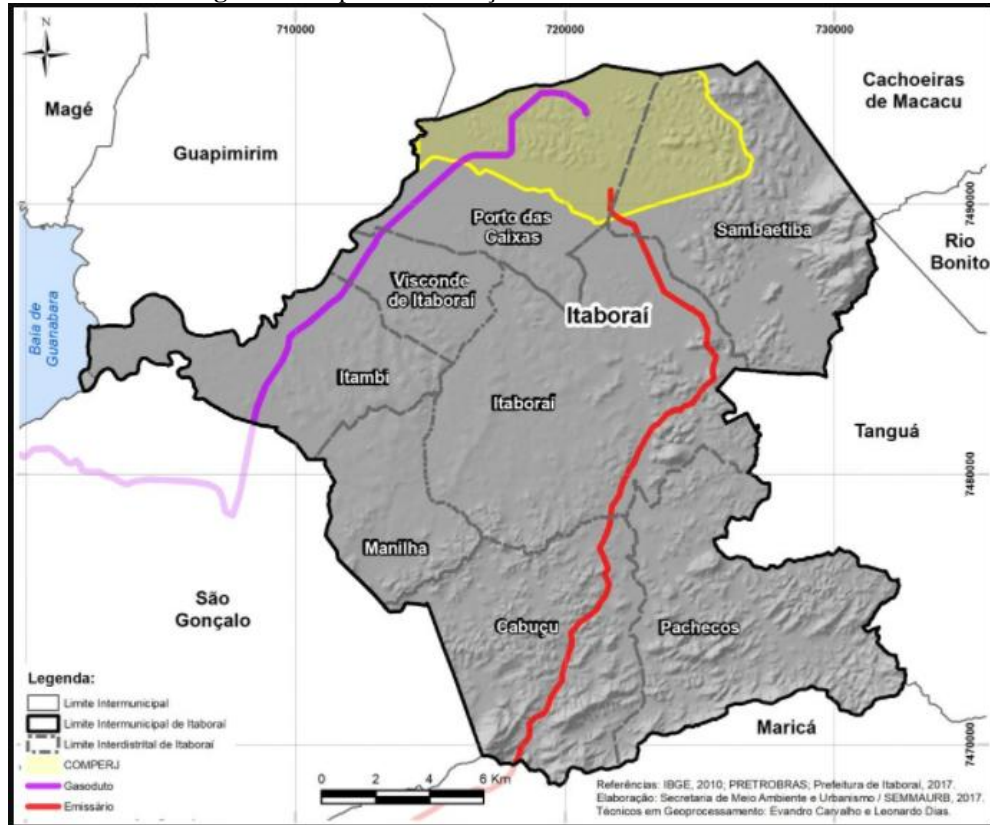 N
710000
720000
730000
Magé
Guapimirim
Cachoeiras
de Macacu
7490000
Porto das
Caixas
Sambaetiba
Rio
Bonito
Visconde
de Itaboraí
Baía de
Guanabara
Itaboraí
Itambi
Itaboraí
Tanguá
7480000
Manilha
São
Gonçalo
Cabuçu
Pachecos
Maricá
7470000
Legenda:
Limite Intermunicipal
Limite Intermunicipal de Itaboraí
Limite Interdistrital de Itaboraí
COMPERJ
Gasoduto
Emissário
0 2 4 6 Km
Referências: IBGE, 2010; PRETROBRAS; Prefeitura de Itaboraí, 2017.
Elaboração: Secretaria de Meio Ambiente e Urbanismo / SEMMAURB, 2017.
Técnicos em Geoprocessamento: Evandro Carvalho e Leonardo Dias.